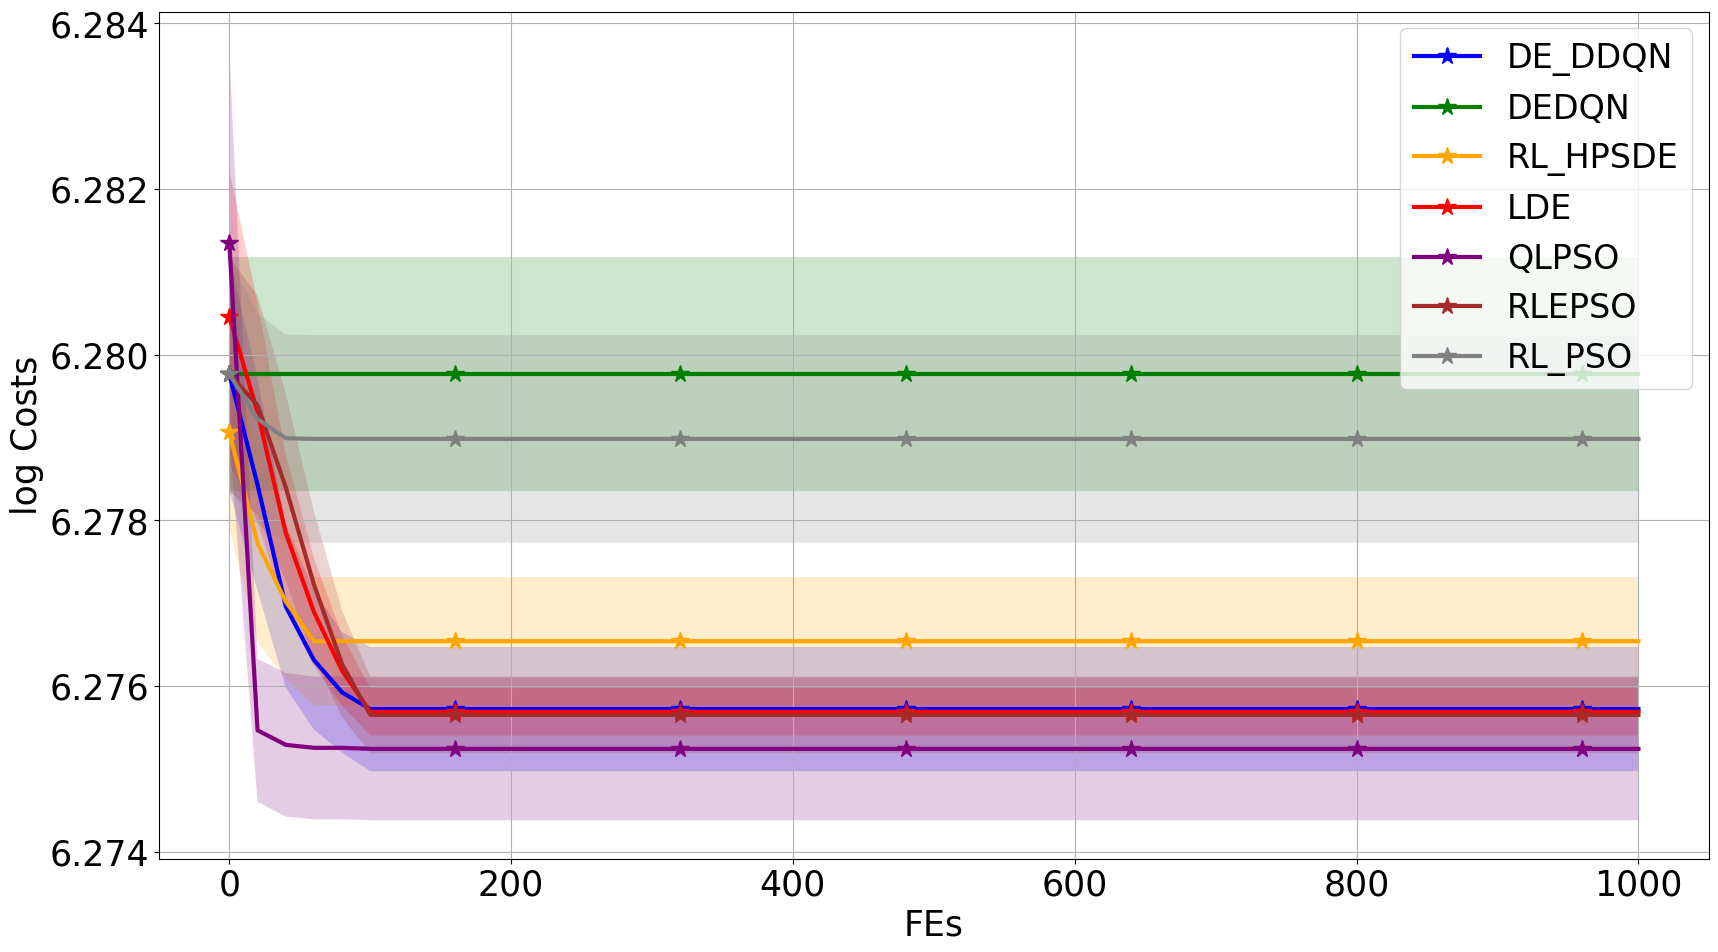 log Costs
6.284
6.282
6.280
6.278
6.276
6.274
0 200 400 600 800 1000
FEs
DE_DDQN
DEDQN
RL_HPSDE
LDE
QLPSO
RLEPSO
RL_PSO